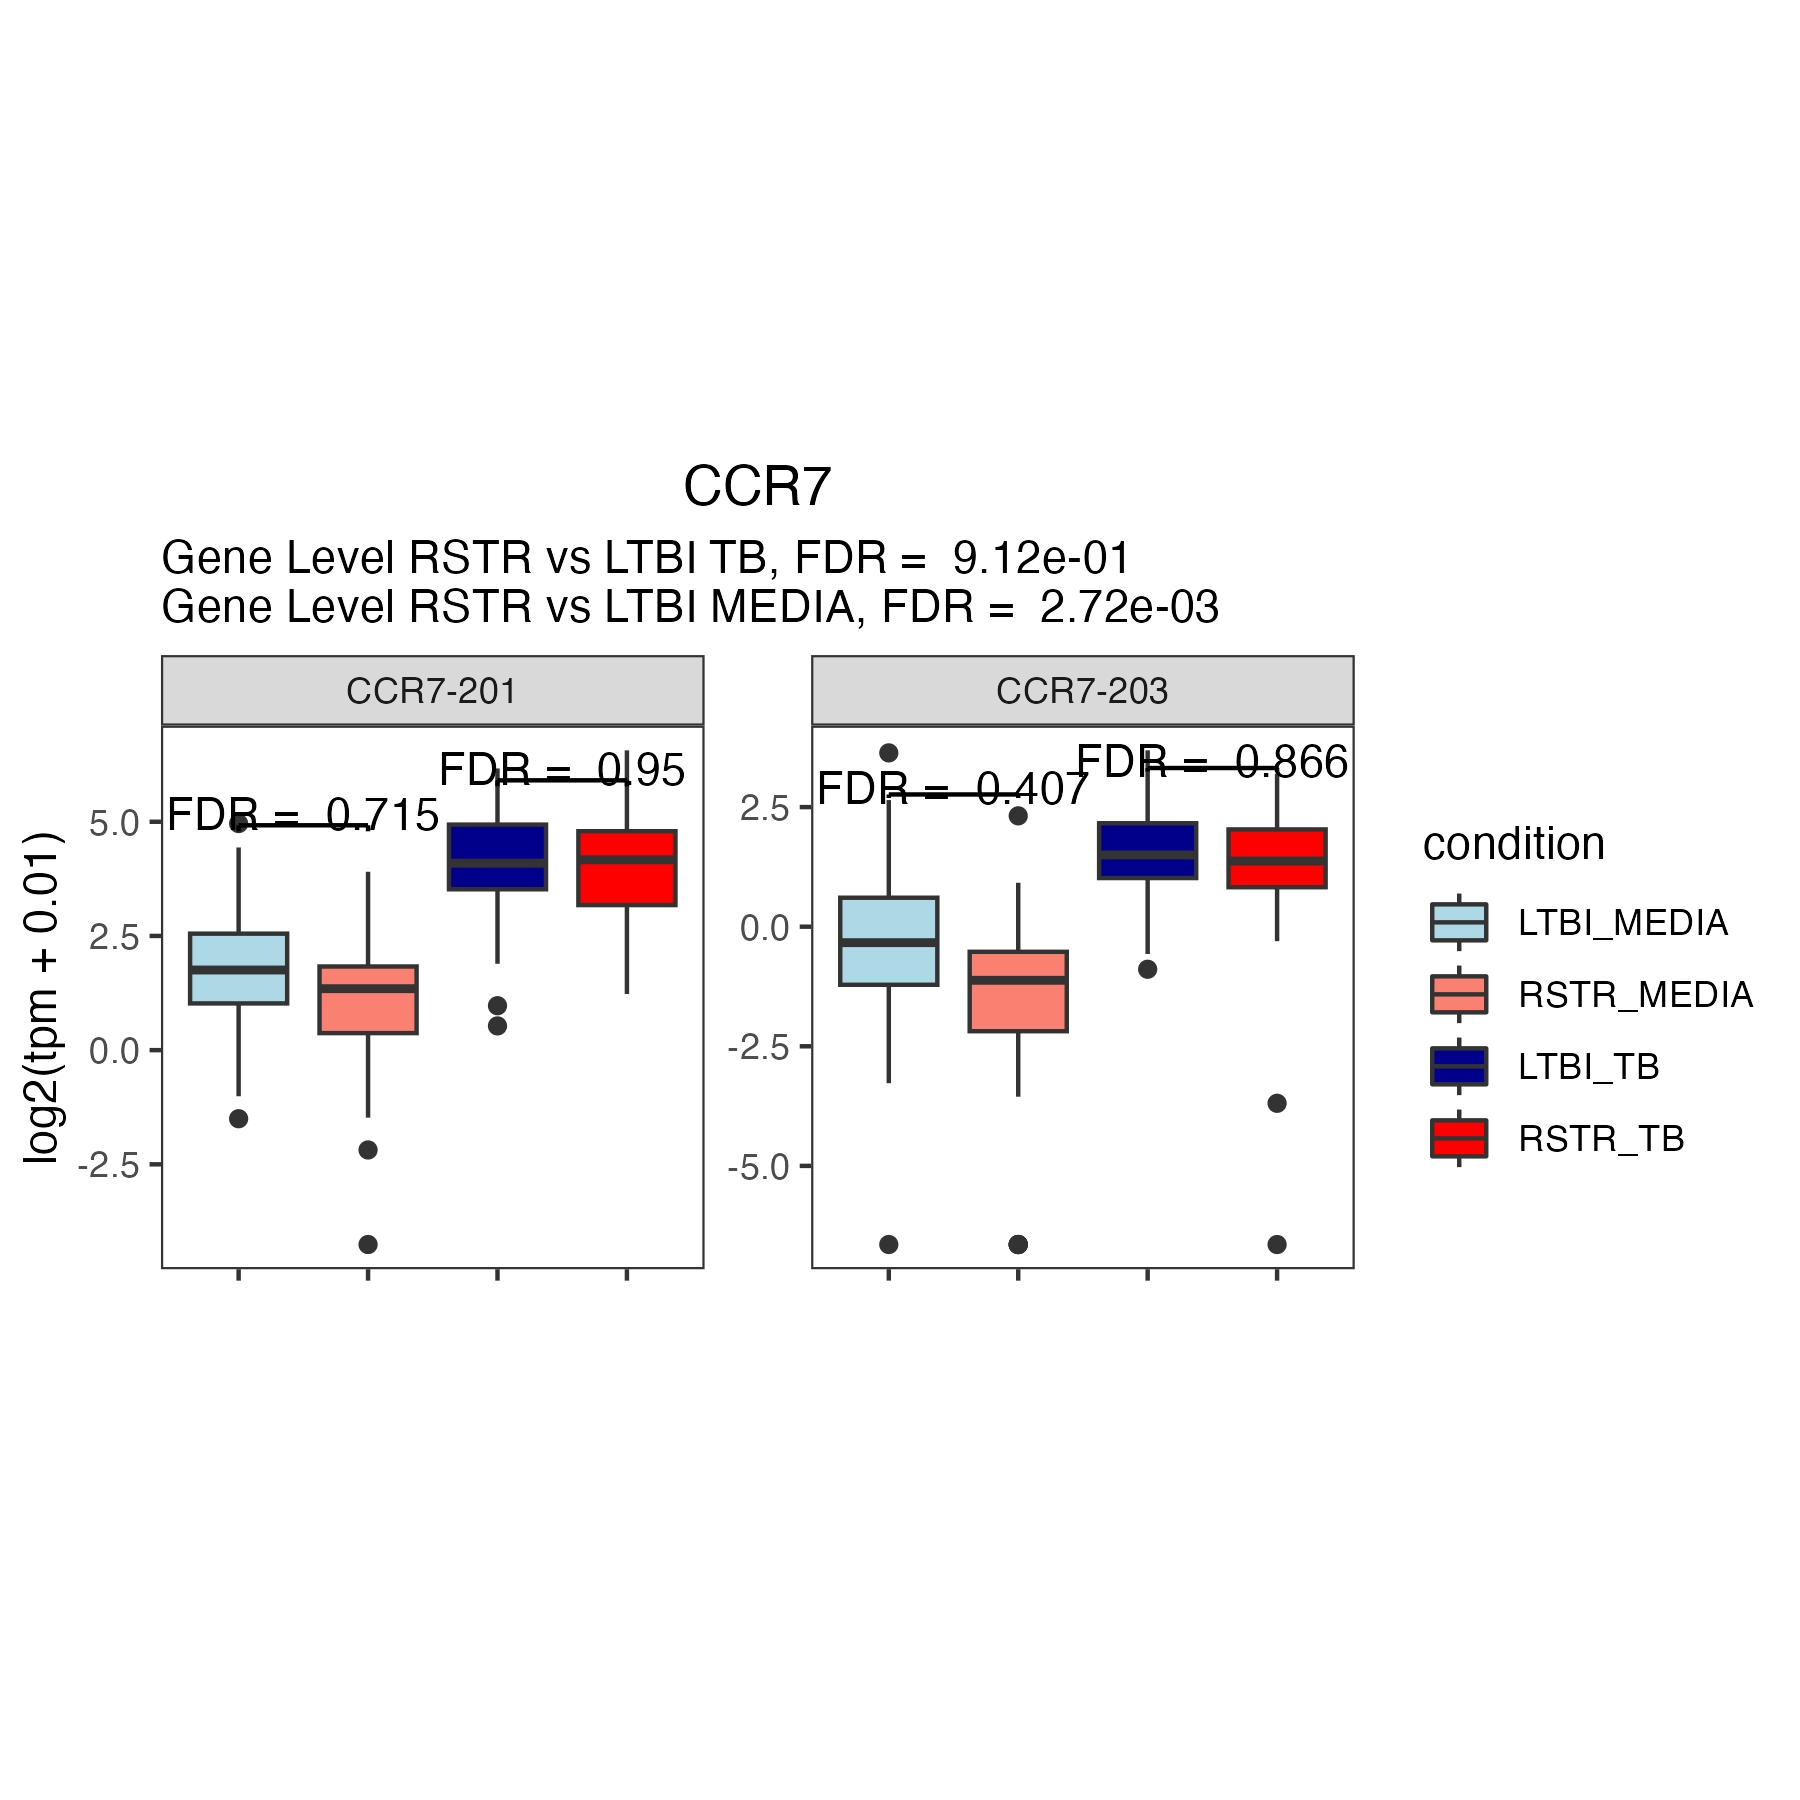 CCR7
Gene Level RSTR vs LTBI TB, FDR =  9.12e-01
Gene Level RSTR vs LTBI MEDIA, FDR =  2.72e-03
CCR7-201
CCR7-203
FDR =  0.715
FDR =  0.95
FDR =  0.407
FDR =  0.866
5.0
2.5
0.0
-2.5
2.5
0.0
-2.5
-5.0
log2(tpm + 0.01)
condition
LTBI_MEDIA
RSTR_MEDIA
LTBI_TB
RSTR_TB